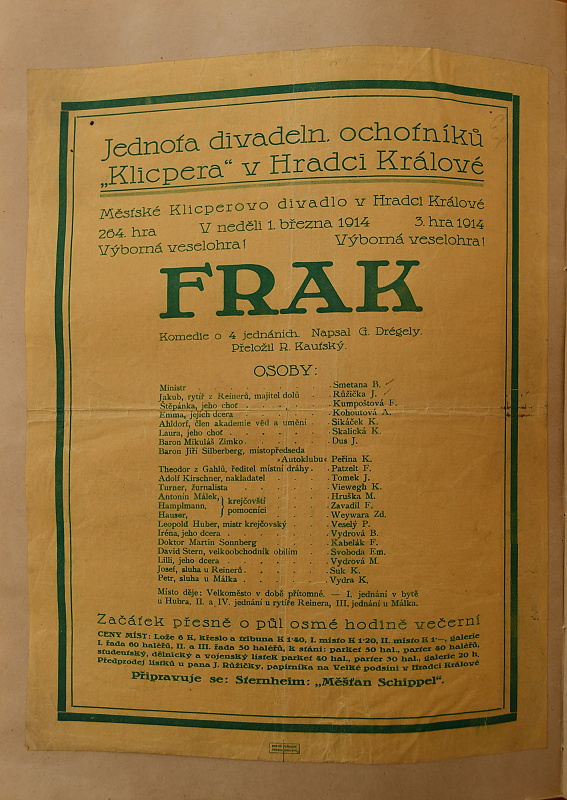 Jednota divadeln. ochotníků
„Klicpera“ v Hradci Králové
Městské Klicperovo divadlo v Hradci Králové
264. hra V neděli 1. března 1914 3. hra 1914
Výborná veselohra! Výborná veselohra!
FRAK
Komedie o 4 jednáních. Napsal G. Drégely.
Přeložil R. Kautský.
OSOBY:
Ministr Smetana B.
Jakub, rytíř z Reinerů, majitel dolů Růžička J.
Štěpánka, jeho choť Kumpoštová F.
Emma, jejich dcera Kohoutová A.
Ahldorf, člen akademie věd a umění Sikáček K.
Laura, jeho choť Skalická K.
Baron Mikuláš Zimko Dus J.
Baron Jiří Silberberg, místopředseda
»Autoklubu« Peřina K.
Theodor z Gahlů, ředitel místní dráhy Patzelt F.
Adolf Kirschner, nakladatel Tomek J.
Turner, žurnalista Viewegh K.
Antonín Málek, Hruška M.
Hamplmann, krejčovští Zavadil F.
Hauser, pomocníci Weywara Zd.
Leopold Huber, mistr krejčovský Veselý P.
Iréna, jeho dcera Vydrová B.
Doktor Martin Sonnberg Kabelák F.
David Stern, velkoobchodník obilím Svoboda Em.
Lilli, jeho dcera Vydrová M.
Josef, sluha u Reinerů Suk K.
Petr, sluha u Málka Vydra K.
Místo děje: Velkoměsto v době přítomné. — I. jednání v bytě
u Hubra, II. a IV. jednání u rytíře Reinera, III. jednání u Málka.
Začátek přesně o půl osmé hodině večerní
CENY MÍST: Lože 6 K, Křeslo a tribuna K 1·40, I. místo K 1·20, II. místo K 1·—, galerie
I. řada 60 haléřů, II. a III. řada 50 haléřů, k stání: parket 50 hal., parter 40 haléřů,
studentský, dělnický a vojenský lístek parket 40 hal., parter 30 hal., galerie 20 h.
Předprodej lístků u pana J. Růžičky, papírníka na Velké podsíni v Hradci Králové
Připravuje se: Sternheim: „Měšťan Schippel“.